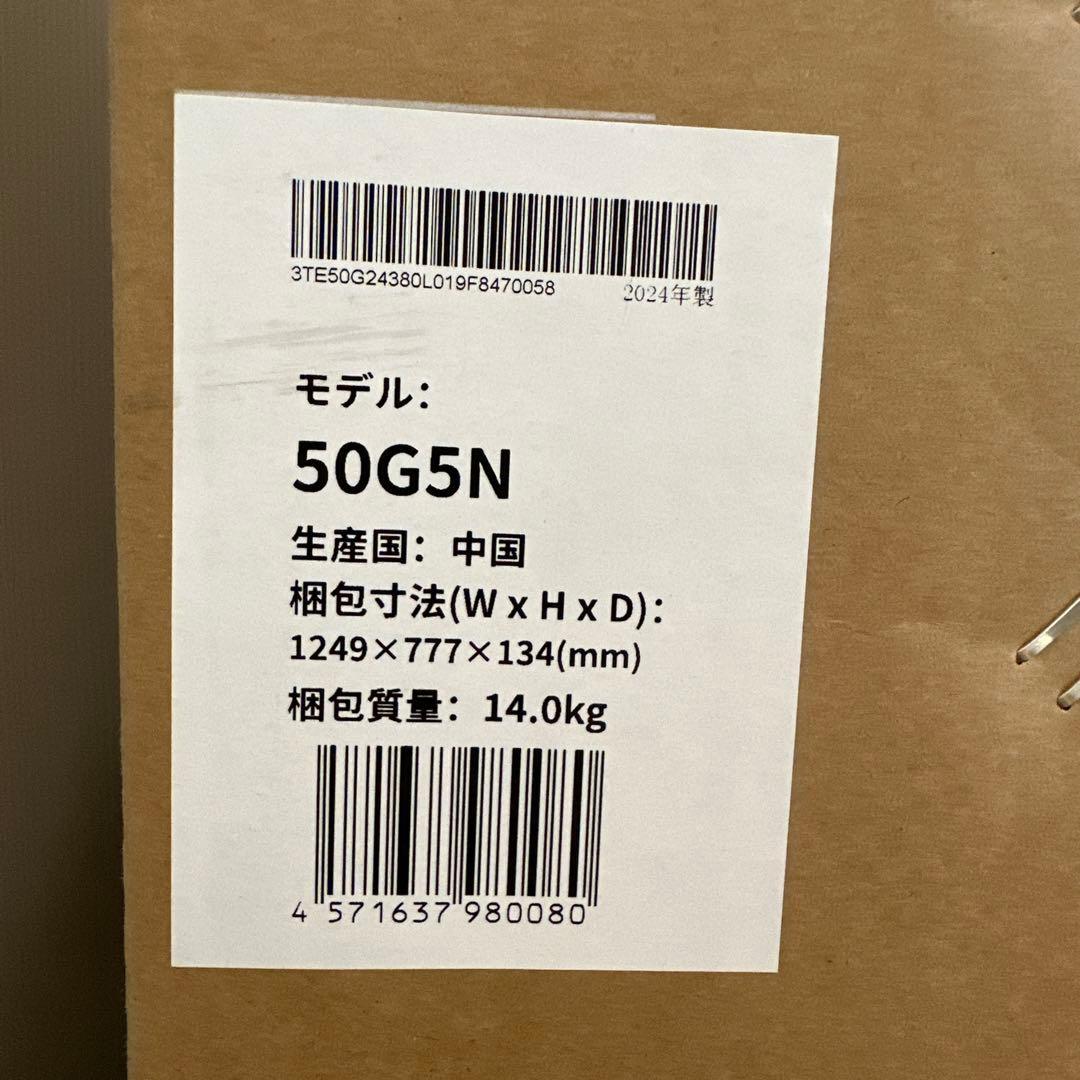 3TE50G24380L019F8470058
2024年製
モデル：
50G5N
生産国：中国
梱包寸法(W x H x D)：
1249×777×134(mm)
梱包質量：14.0kg
4 571637 980080